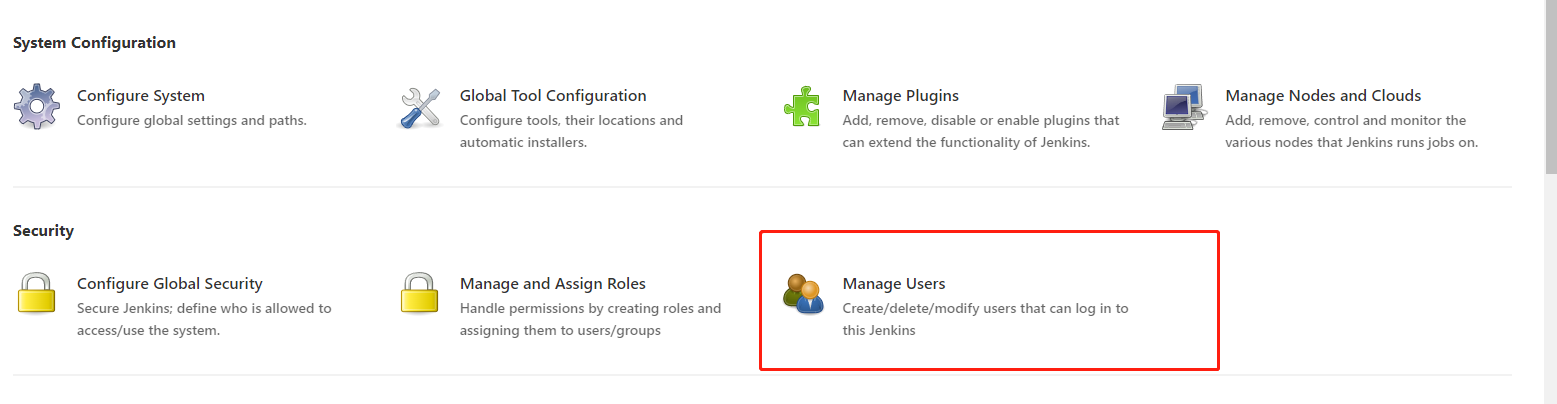 System Configuration
Configure System
Configure global settings and paths.
Global Tool Configuration
Configure tools, their locations and
automatic installers.
Manage Plugins
Add, remove, disable or enable plugins that
can extend the functionality of Jenkins.
Manage Nodes and Clouds
Add, remove, control and monitor the
various nodes that Jenkins runs jobs on.
Security
Configure Global Security
Secure Jenkins; define who is allowed to
access/use the system.
Manage and Assign Roles
Handle permissions by creating roles and
assigning them to users/groups
Manage Users
Create/delete/modify users that can log in to
this Jenkins